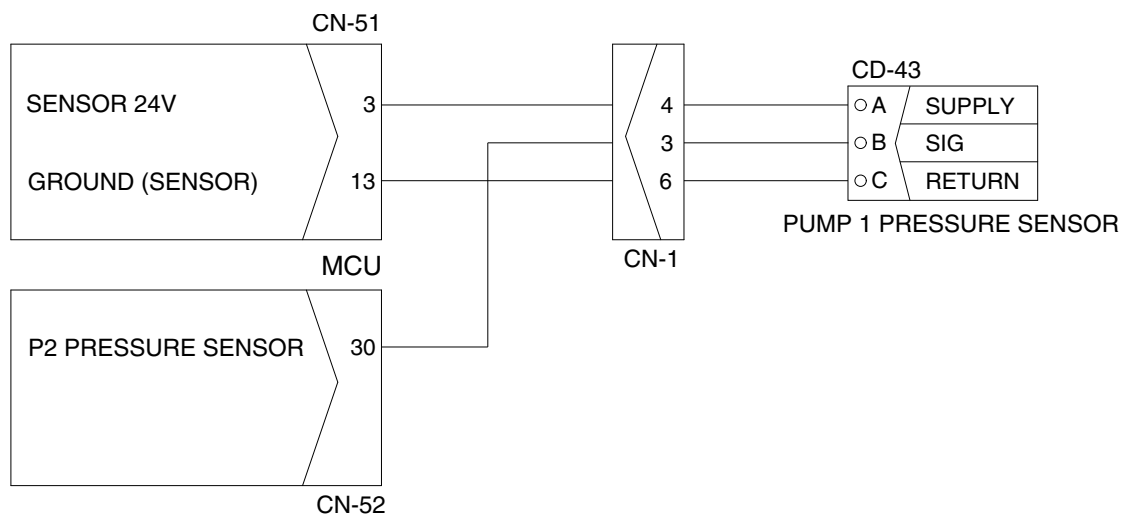 CN-51
SENSOR 24V 3
GROUND (SENSOR) 13
MCU
P2 PRESSURE SENSOR 30
CN-52
4
3
6
CN-1
CD-43
A SUPPLY
B SIG
C RETURN
PUMP 1 PRESSURE SENSOR